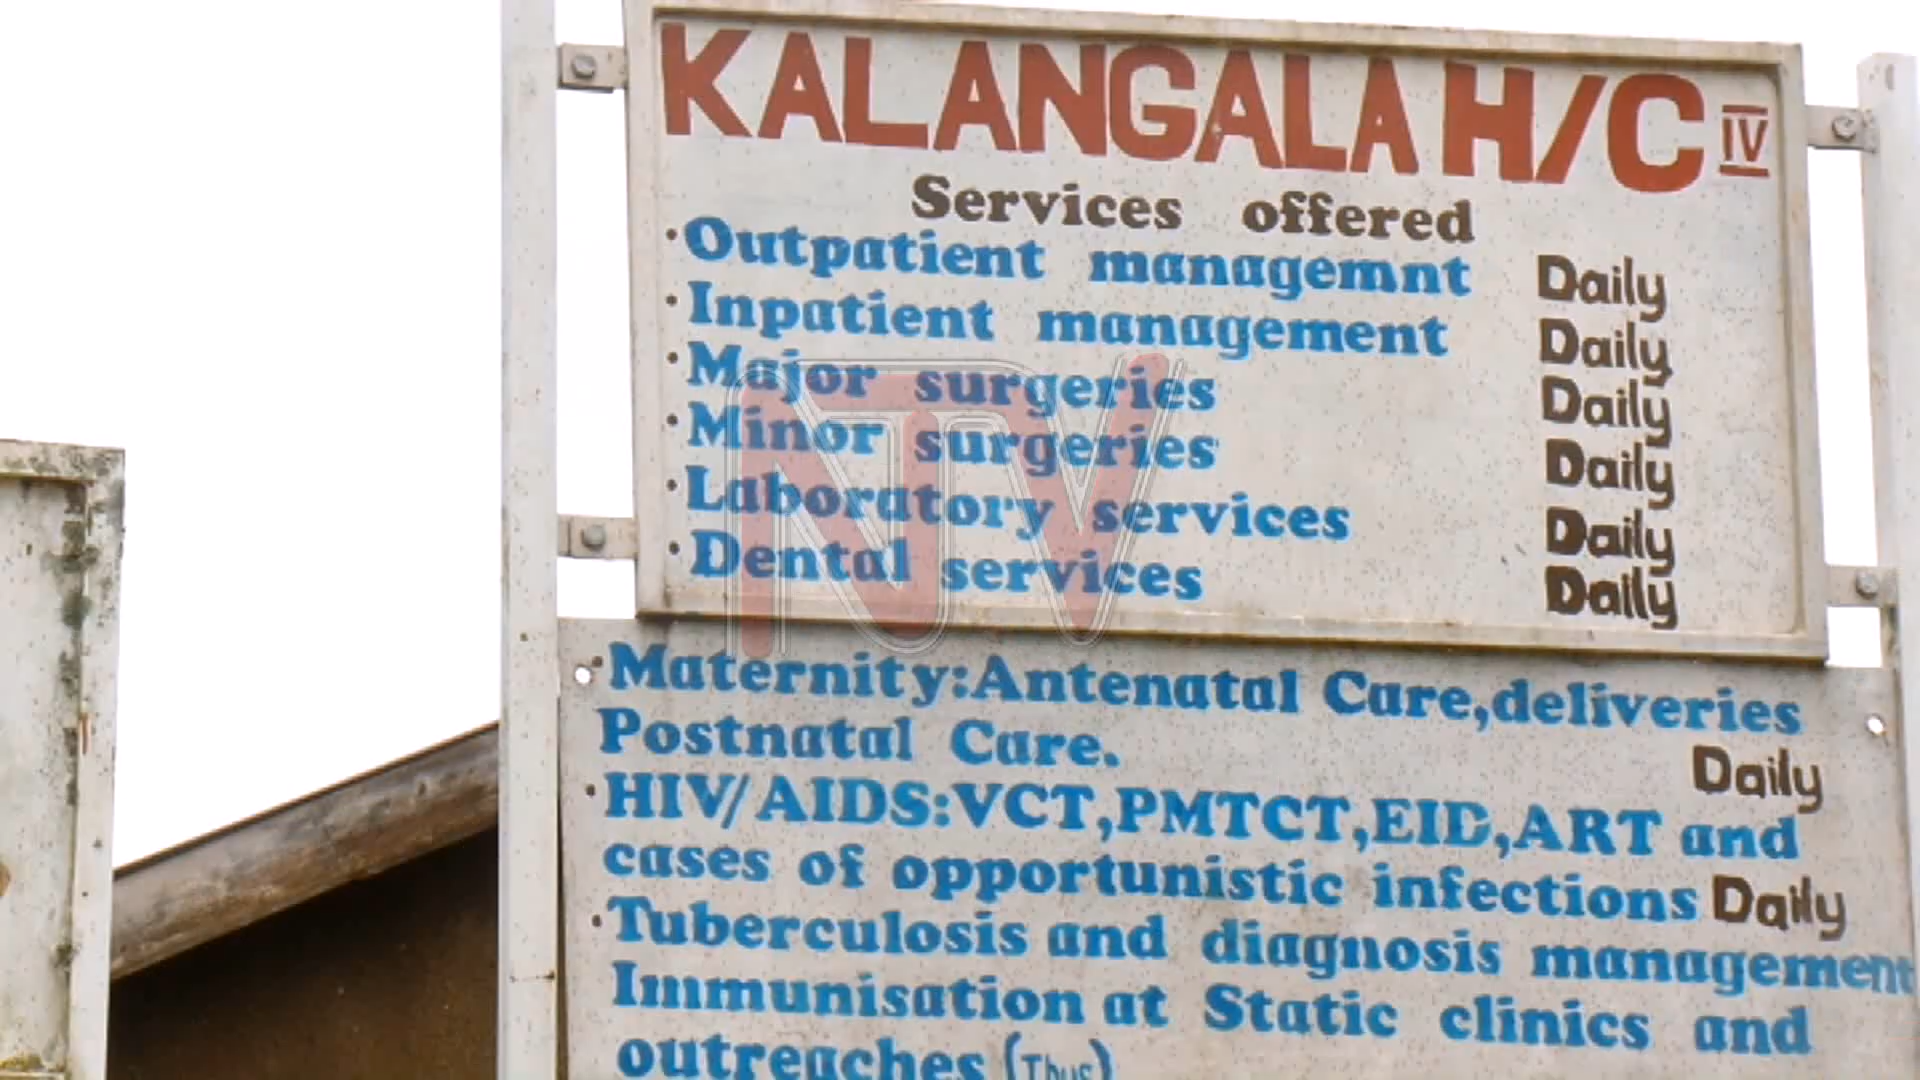 KALANGALA H/C IV
Services offered
·Outpatient managemnt Daily
·Inpatient management Daily
·Major surgeries Daily
·Minor surgeries Daily
·Laboratory services Daily
·Dental services Daily
NTV
·Maternity:Antenatal Care,deliveries
Postnatal Care. Daily
·HIV/AIDS:VCT,PMTCT,EID,ART and
cases of opportunistic infections Daily
·Tuberculosis and diagnosis management
Immunisation at Static clinics and
outreaches (Thus)